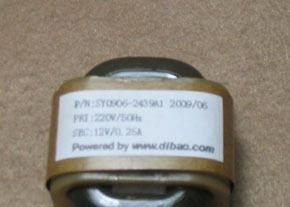 P/N:SY0906-2439A1 2009/06
PRI:220V/50Hz
SEC:12V/0.25A
Powered by www.dibao.com